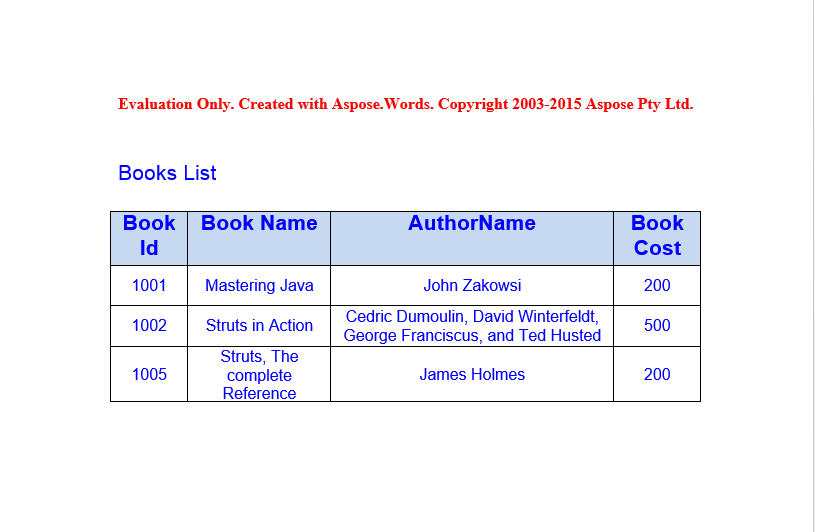 Evaluation Only. Created with Aspose.Words. Copyright 2003-2015 Aspose Pty Ltd.
Books List
Book Id Book Name AuthorName Book Cost
1001 Mastering Java John Zakowsi 200
1002 Struts in Action Cedric Dumoulin, David Winterfeldt, George Franciscus, and Ted Husted 500
1005 Struts, The complete Reference James Holmes 200